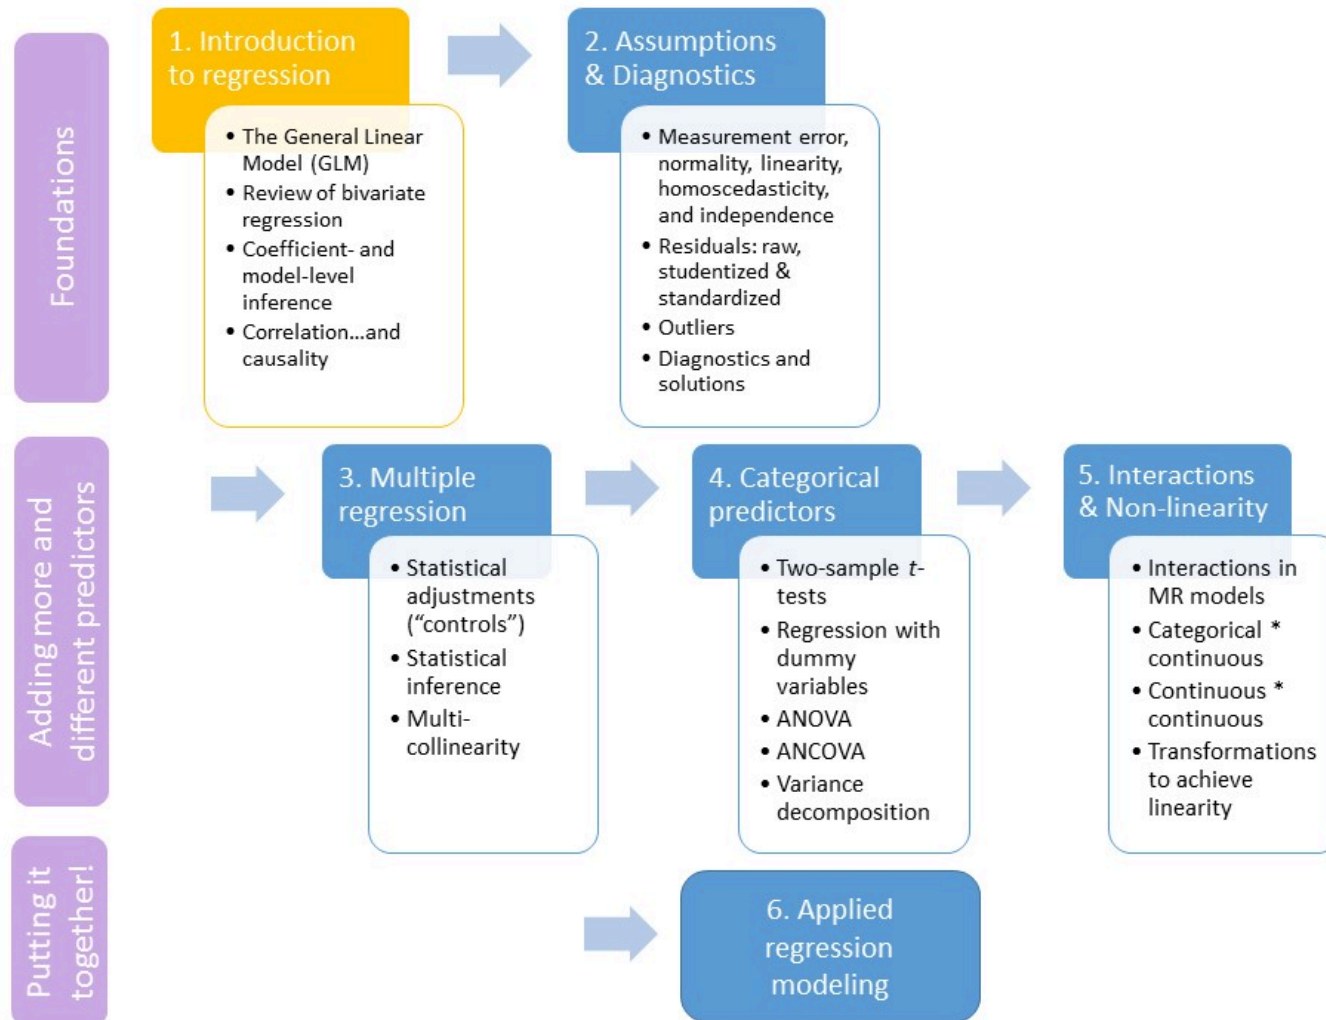 Foundations
1. Introduction
to regression
• The General Linear
Model (GLM)
• Review of bivariate
regression
• Coefficient- and
model-level
inference
• Correlation...and
causality
2. Assumptions
& Diagnostics
• Measurement error,
normality, linearity,
homoscedasticity,
and independence
• Residuals: raw,
studentized &
standardized
• Outliers
• Diagnostics and
solutions
Adding more and
different predictors
3. Multiple
regression
• Statistical
adjustments
(“controls”)
• Statistical
inference
• Multi-
collinearity
4. Categorical
predictors
• Two-sample t-
tests
• Regression with
dummy
variables
• ANOVA
• ANCOVA
• Variance
decomposition
5. Interactions
& Non-linearity
• Interactions in
MR models
• Categorical *
continuous
• Continuous *
continuous
• Transformations
to achieve
linearity
Putting it
together!
6. Applied
regression
modeling